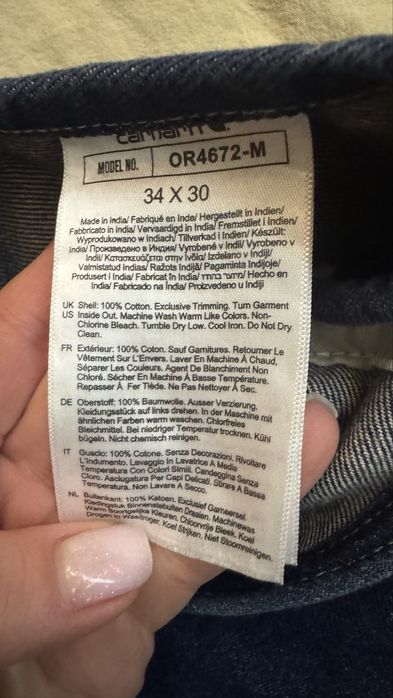 carhartt
MODEL NO. OR4672-M
34 X 30
Made in India/ Fabriqué en Inde/ Hergestellt in Indien/
Fabbricato in India/ Vervaardigd in India/ Fremstillet i Indien/
Wyprodukowano w Indiach/ Tillverkad i Indien/ Készült:
India/ Произведено в Индия/ Vyrobené v Indii/ Vyrobeno v
Indii/ Κατασκευάζεται στην Ινδία/ Izdelano v Indiji/
Valmistatud Indias/ Ražots Indijā/ Pagaminta Indijoje/
Produsert i India/ Fabricat în India/ מיוצר בהודו/ Hecho en
India/ Fabricado na Índia/ Proizvedeno u Indiji
UK Shell: 100% Cotton. Exclusive Trimming. Turn Garment
US Inside Out. Machine Wash Warm Like Colors. Non-
Chlorine Bleach. Tumble Dry Low. Cool Iron. Do Not Dry
Clean.
FR Extérieur: 100% Coton. Sauf Garnitures. Retourner Le
Vêtement Sur L'Envers. Laver En Machine À Chaud,
Séparer Les Couleurs. Agent De Blanchiment Non
Chloré. Sécher En Machine À Basse Température.
Repasser À Fer Tiède. Ne Pas Nettoyer À Sec.
DE Oberstoff: 100% Baumwolle. Ausser Verzierung.
Kleidungsstück auf links drehen. In der Maschine mit
ähnlichen Farben warm waschen. Chlorfreies
Bleichmittel. Bei niedriger Temperatur trocknen. Kühl
bügeln. Nicht chemisch reinigen.
IT Guscio: 100% Cotone. Senza Decorazioni. Rivoltare
L'Indumento. Lavaggio In Lavatrice A Media
Temperatura Con Colori Simili. Candeggina Senza
Cloro. Asciugatura Per Capi Delicati. Stirare A Bassa
Temperatura. Non Lavare A Secco.
NL Buitenkant: 100% Katoen. Exclusief Garneersel.
Kledingstuk Binnenstebuiten Draaien. Machinewas
Warm Soortgelijke Kleuren. Chloorvrije Bleek. Koel
Drogen In Wasdroger. Koel Strijken. Niet Stoomreinigen.